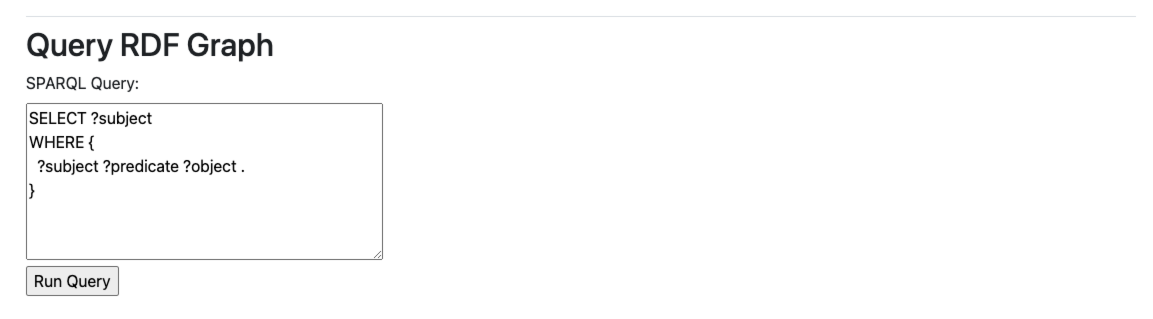 Query RDF Graph
SPARQL Query:
SELECT ?subject
WHERE {
  ?subject ?predicate ?object .
}
Run Query